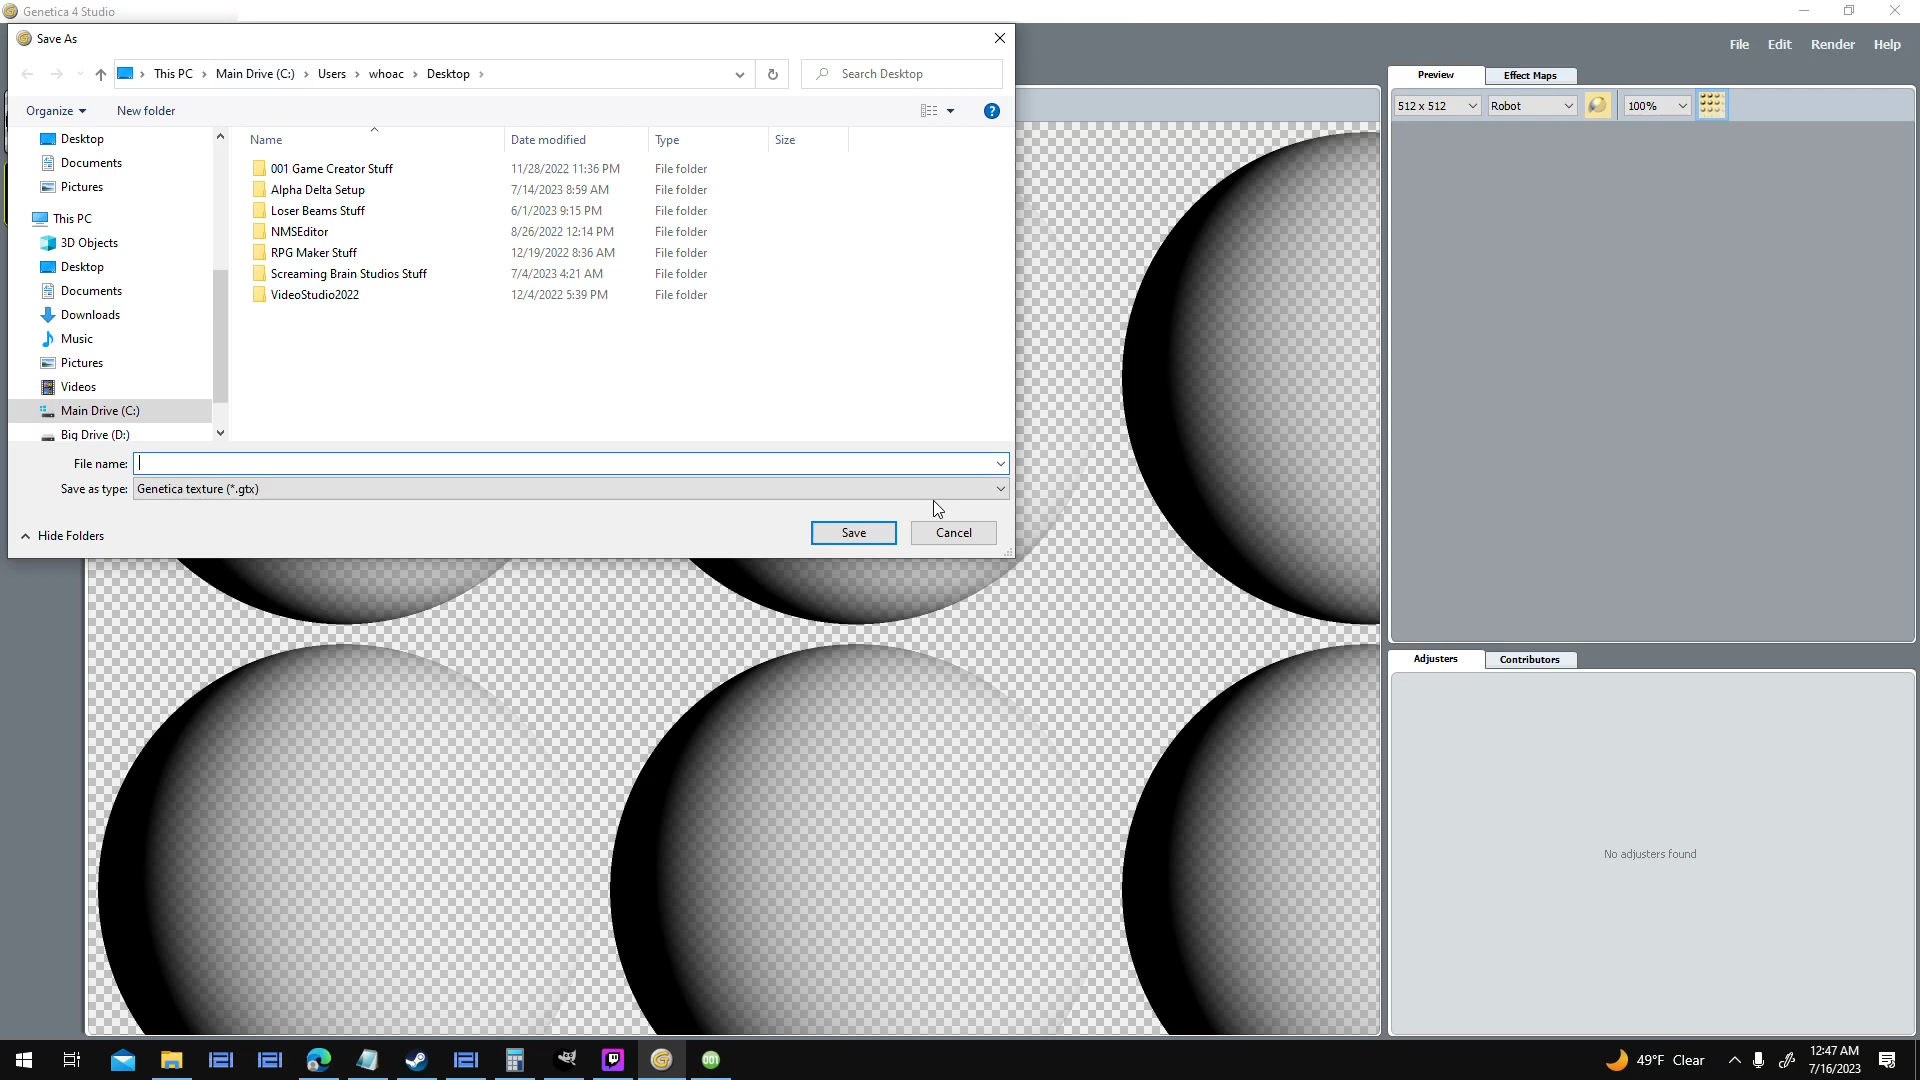 Genetica 4 Studio
Save As
This PC
Main Drive (C:)
Users
whoac
Desktop
Search Desktop
File
Edit
Render
Help
Organize
New folder
Preview
Effect Maps
512 x 512
Robot
100%
Desktop
Documents
Pictures
This PC
3D Objects
Desktop
Documents
Downloads
Music
Pictures
Videos
Main Drive (C:)
Big Drive (D:)
Name
Date modified
Type
Size
001 Game Creator Stuff 11/28/2022 11:36 PM File folder
Alpha Delta Setup 7/14/2023 8:59 AM File folder
Loser Beams Stuff 6/1/2023 9:15 PM File folder
NMSEditor 8/26/2022 12:14 PM File folder
RPG Maker Stuff 12/19/2022 8:36 AM File folder
Screaming Brain Studios Stuff 7/4/2023 4:21 AM File folder
VideoStudio2022 12/4/2022 5:39 PM File folder
File name:
Save as type: Genetica texture (*.gtx)
Hide Folders
Save
Cancel
Adjusters
Contributors
No adjusters found
001
49°F Clear
12:47 AM
7/16/2023